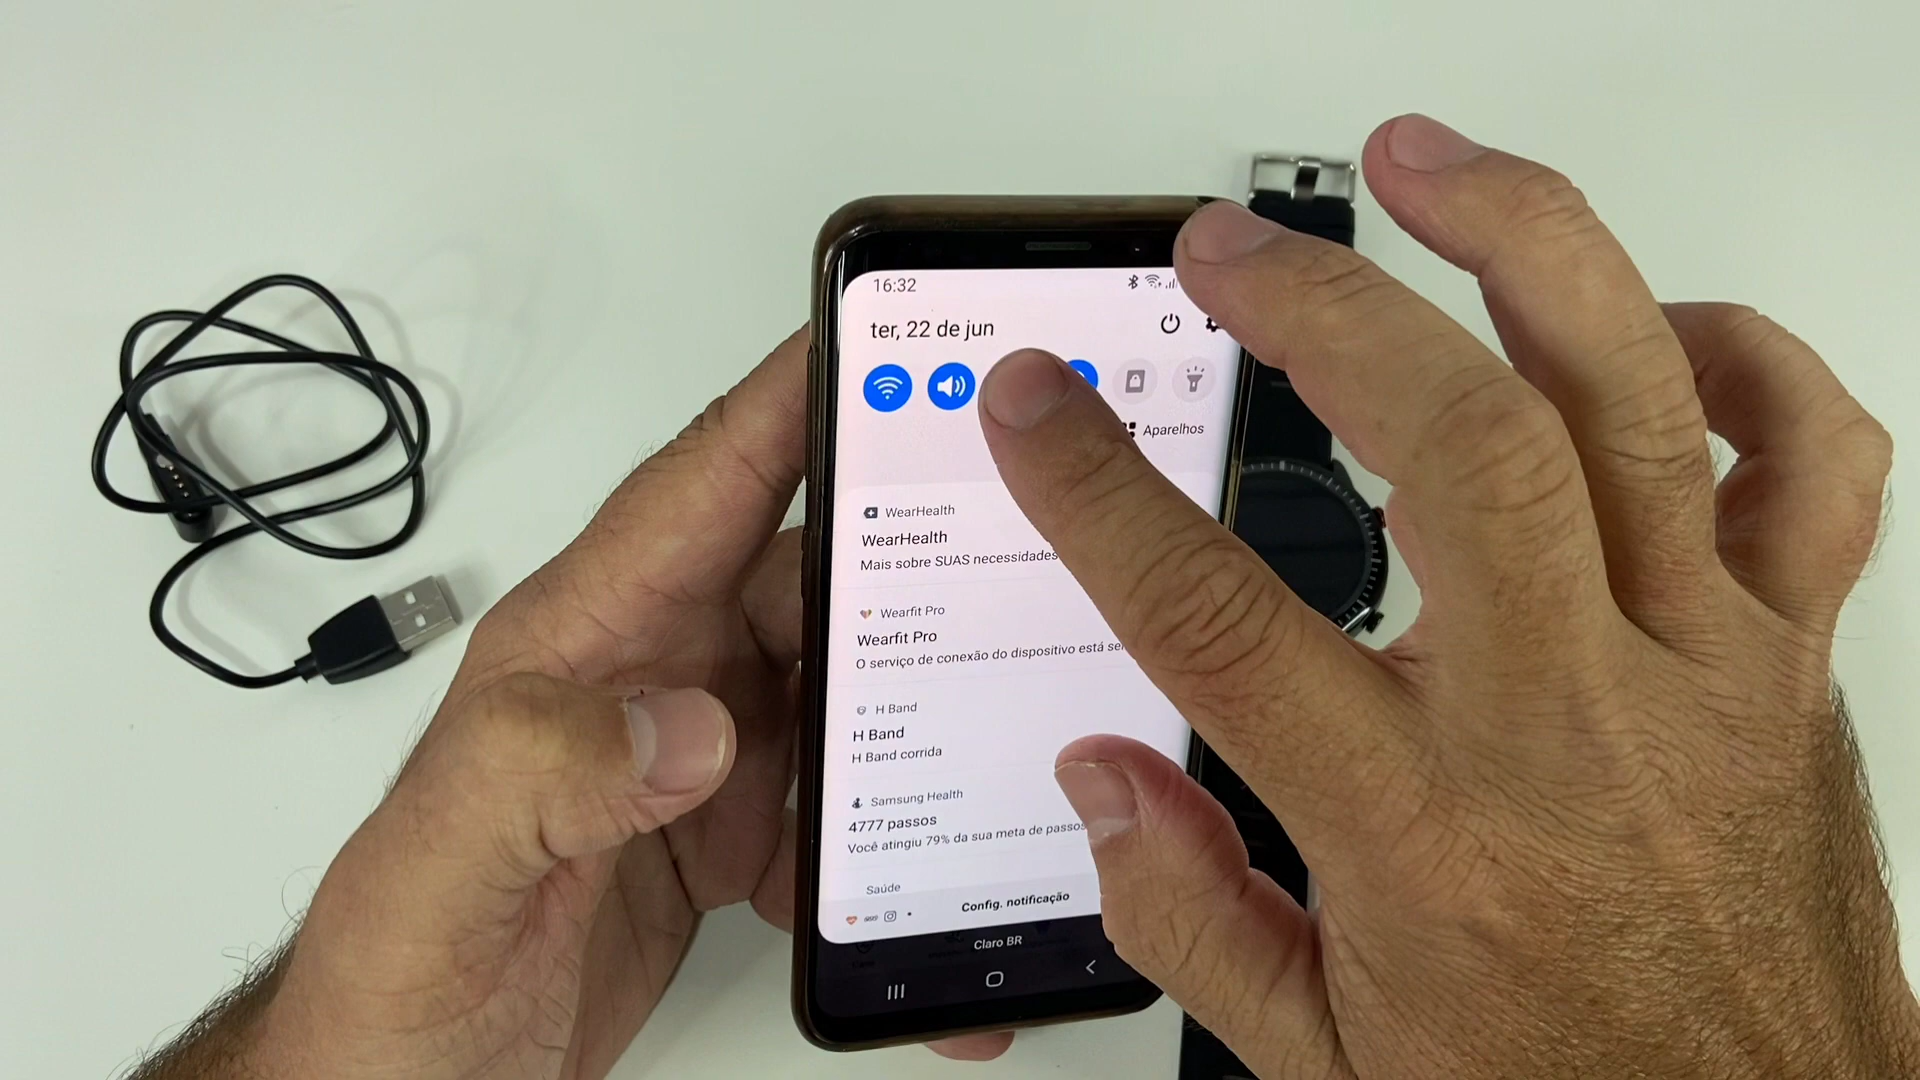 16:32
ter, 22 de jun
Aparelhos
WearHealth
WearHealth
Mais sobre SUAS necessidades
Wearfit Pro
Wearfit Pro
O serviço de conexão do dispositivo está
H Band
H Band
H Band corrida
Samsung Health
4777 passos
Você atingiu 79% da sua meta de passos
Saúde
Config. notificação
Claro BR